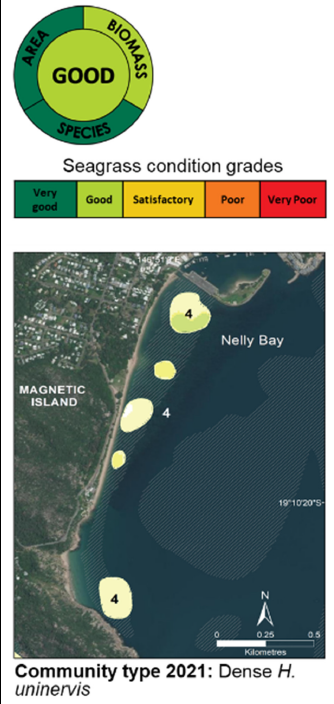 AREA
BIOMASS
GOOD
SPECIES
Seagrass condition grades
Very
good
Good
Satisfactory
Poor
Very Poor
4
Nelly Bay
MAGNETIC
ISLAND
4
19°10'20"S
4
N
0
0.25
0.5
Kilometres
Community type 2021: Dense H.
uninervis